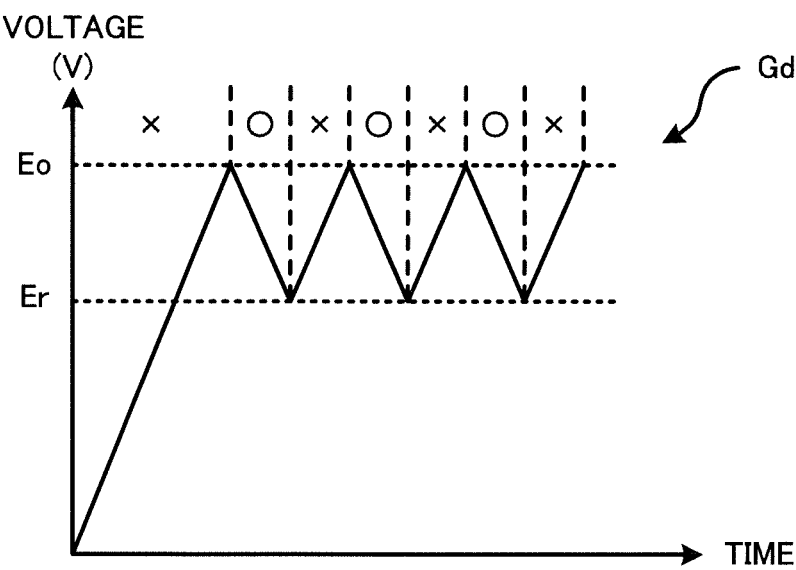 VOLTAGE
(V)
Gd
× ○ × ○ × ○ ×
Eo
Er
TIME